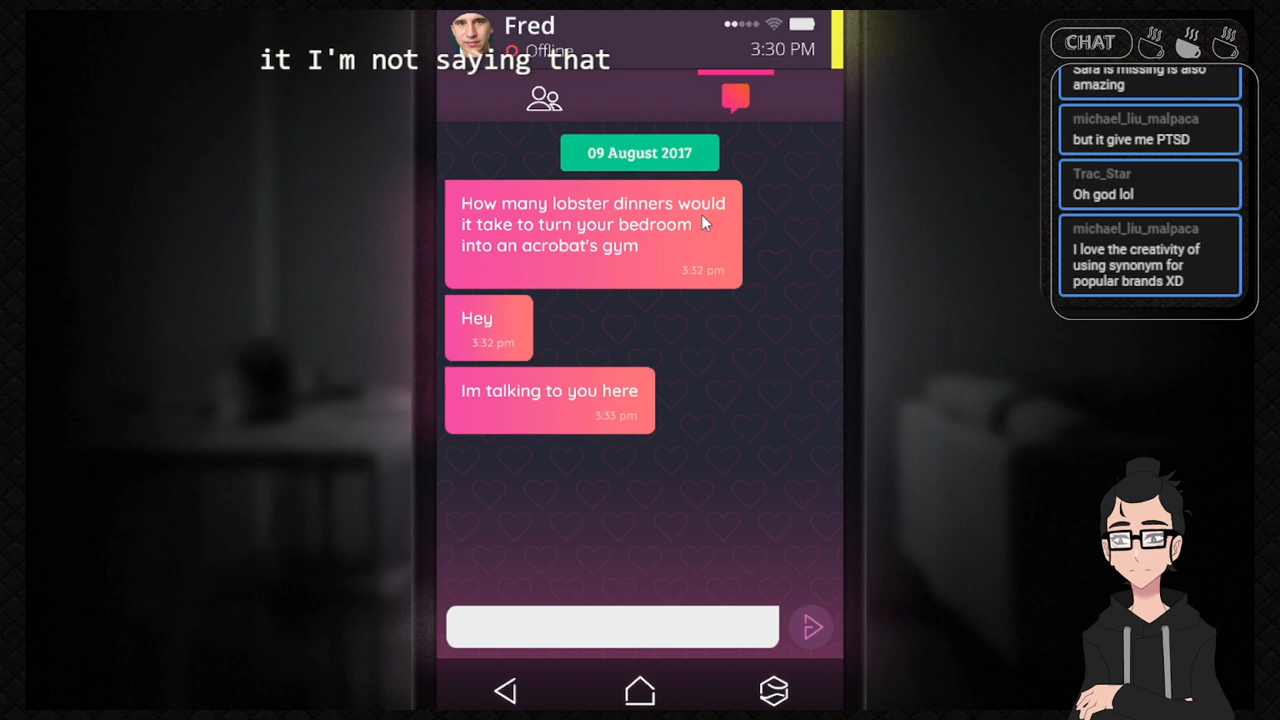 Fred
Offline
3:30 PM
it I'm not saying that
09 August 2017
How many lobster dinners would
it take to turn your bedroom
into an acrobat's gym
3:32 pm
Hey
3:32 pm
Im talking to you here
3:33 pm
CHAT
Sara is missing is also
amazing
michael_liu_malpaca
but it give me PTSD
Trac_Star
Oh god lol
michael_liu_malpaca
I love the creativity of
using synonym for
popular brands XD